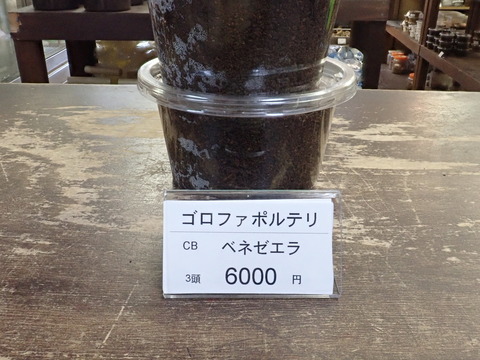 ゴロファポルテリ
CB ベネゼエラ
3頭 6000 円